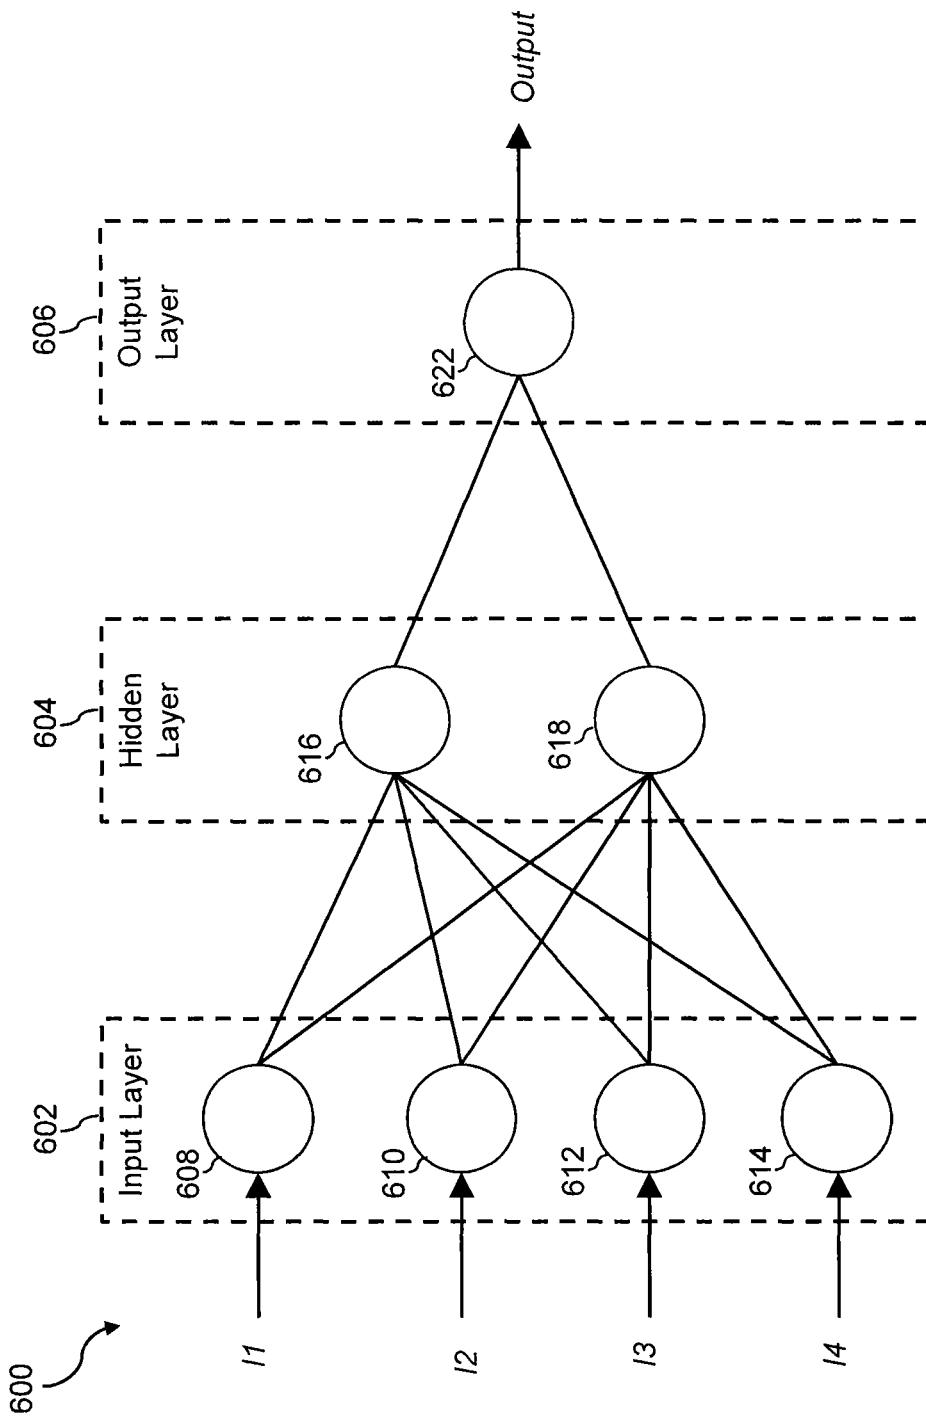 600
602
Input Layer
604
Hidden
Layer
606
Output
Layer
I1
608
I2
610
I3
612
I4
614
616
618
622
Output